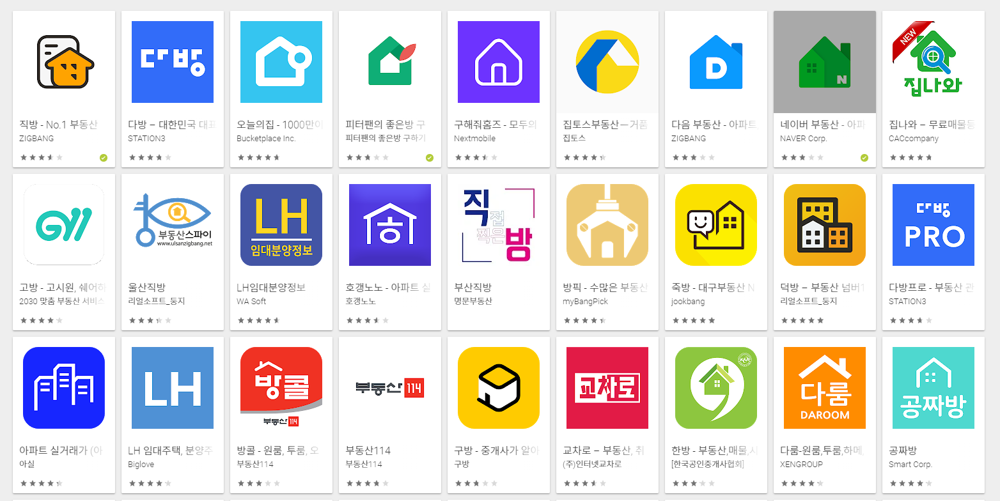 다방
D
N
NEW
집나와
직방 - No.1 부동산
다방 – 대한민국 대표
오늘의집 - 1000만이
피터팬의 좋은방 구
구해줘홈즈 - 모두의
집토스부동산－거품
다음 부동산 - 아파트,
네이버 부동산 - 아파
집나와 – 무료매물등
ZIGBANG
STATION3
Bucketplace Inc.
피터팬의 좋은방 구하기
Nextmobile
집토스
ZIGBANG
NAVER Corp.
CACcompany
부동산스파이
www.ulsanzigbang.net
LH
임대분양정보
ㅎ
직접
찍은방
다방
PRO
고방 - 고시원, 쉐어하
울산직방
LH임대분양정보
호갱노노 - 아파트 실
부산직방
방픽 - 수많은 부동산
죽방 - 대구부동산 N
덕방 – 부동산 넘버1
다방프로 - 부동산 관
2030 맞춤 부동산 서비스
리얼소프트_둥지
WA Soft
호갱노노
명문부동산
myBangPick
jookbang
리얼소프트_둥지
STATION3
LH
방콜
부동산114
부동산114
교차로
다룸
DAROOM
공짜방
아파트 실거래가 (아
LH 임대주택, 분양주
방콜 - 원룸, 투룸, 오
부동산114
구방 - 중개사가 알아
교차로 – 부동산, 취
한방 - 부동산,매물,시
다룸-원룸,투룸,하메,
공짜방
아실
Biglove
부동산114
부동산114
구방
(주)인터넷교차로
[한국공인중개사협회]
XENGROUP
Smart Corp.